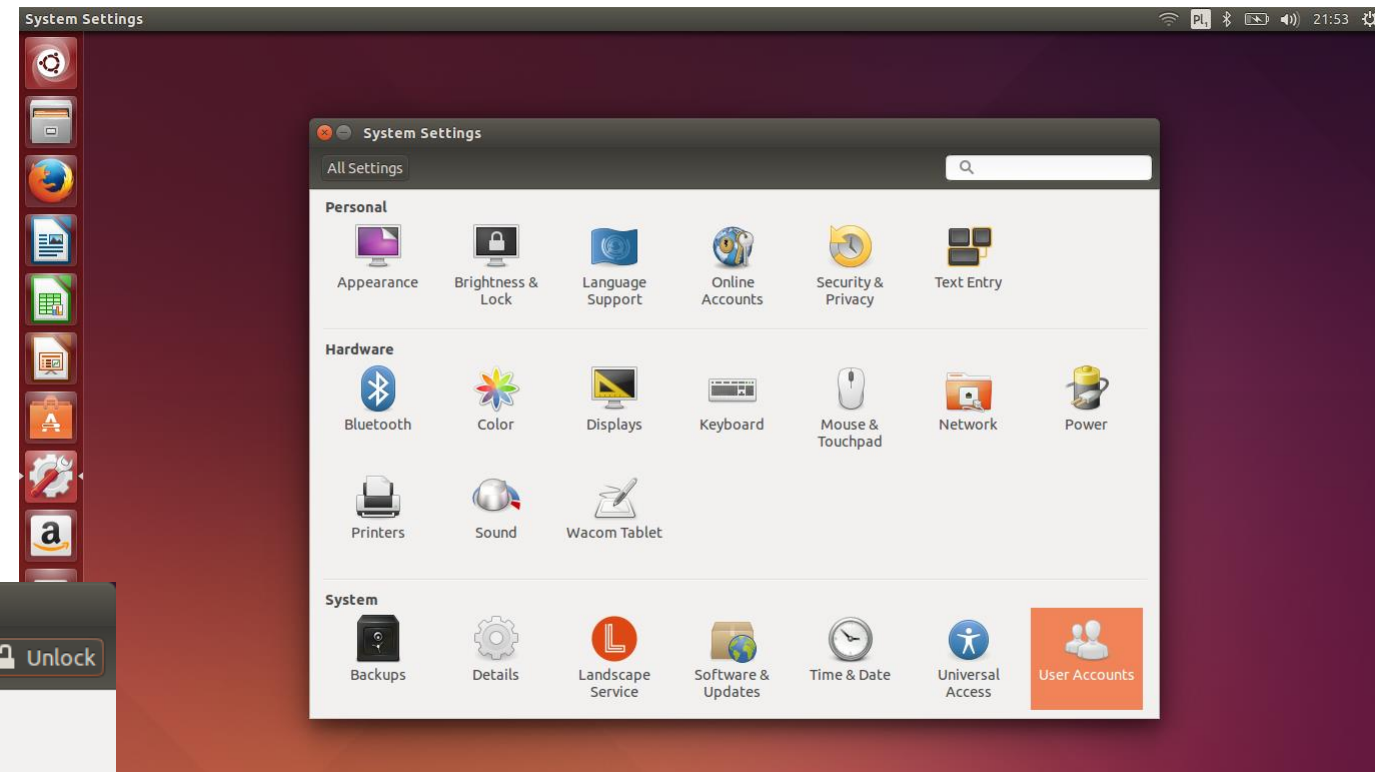 System Settings
Pl1 21:53
System Settings
All Settings
Personal
Appearance
Brightness &
Lock
Language
Support
Online
Accounts
Security &
Privacy
Text Entry
Hardware
Bluetooth
Color
Displays
Keyboard
Mouse &
Touchpad
Network
Power
Printers
Sound
Wacom Tablet
System
Backups
Details
Landscape
Service
Software &
Updates
Time & Date
Universal
Access
User Accounts
Unlock